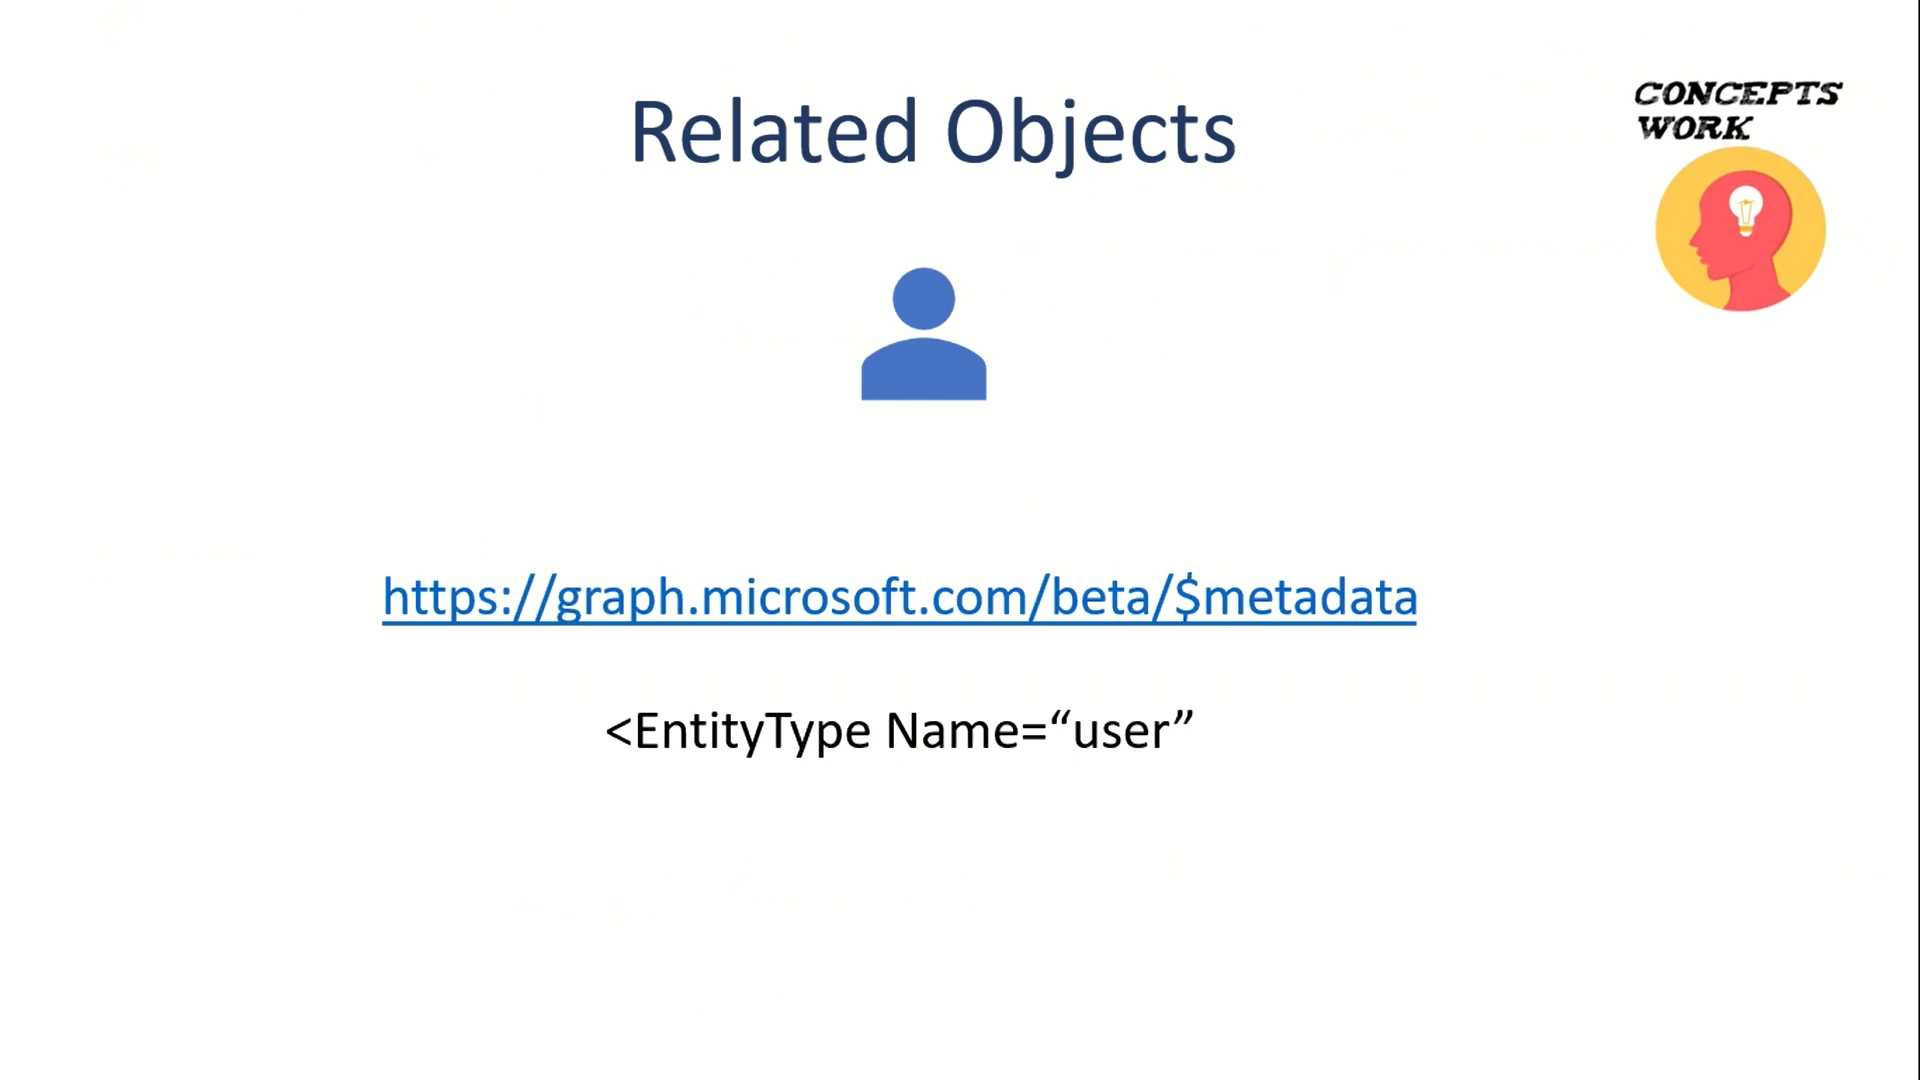 Related Objects
CONCEPTS
WORK
https://graph.microsoft.com/beta/$metadata
<EntityType Name=“user”